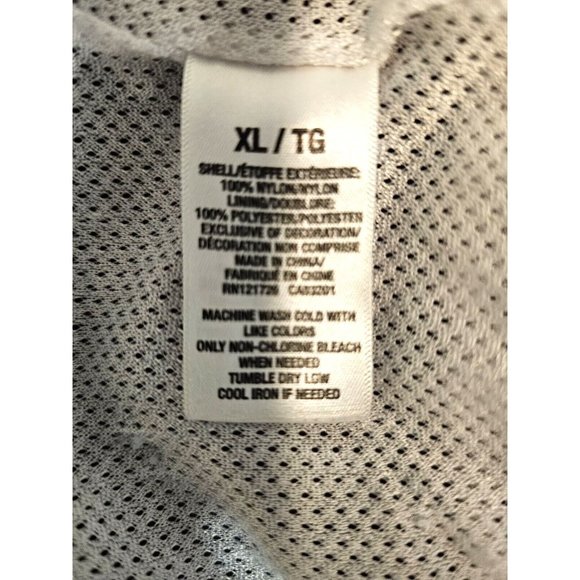 XL / TG
SHELL/ÉTOFFE EXTÉRIEURE:
100% NYLON/NYLON
LINING/DOUBLURE:
100% POLYESTER/POLYESTER
EXCLUSIVE OF DECORATION/
DÉCORATION NON COMPRISE
MADE IN CHINA/
FABRIQUÉ EN CHINE
RN121726 CA03201
MACHINE WASH COLD WITH
LIKE COLORS
ONLY NON-CHLORINE BLEACH
WHEN NEEDED
TUMBLE DRY LOW
COOL IRON IF NEEDED